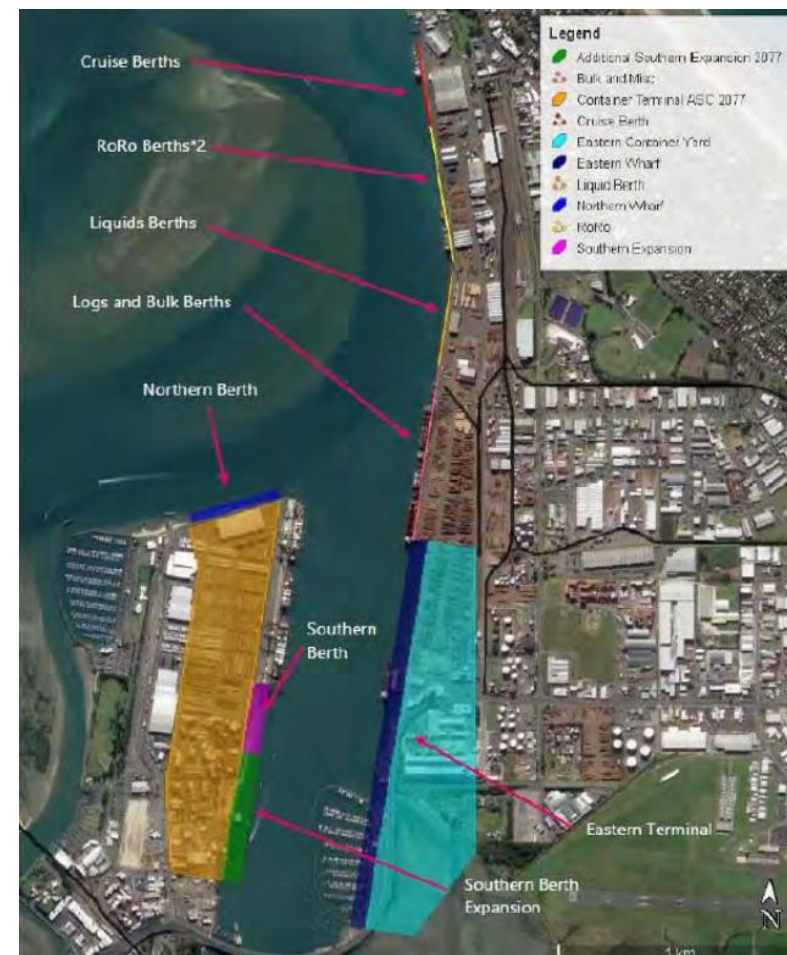 Cruise Berths
RoRo Berths*2
Liquids Berths
Logs and Bulk Berths
Northern Berth
Southern
Berth
Eastern Terminal
Southern Berth
Expansion
Legend
Additional Southern Expansion 2077
Bulk and Misc
Container Terminal ASC 2077
Cruise Berth
Eastern Container Yard
Eastern Wharf
Liquid Berth
Northern Wharf
RoRo
Southern Expansion
N
1 km